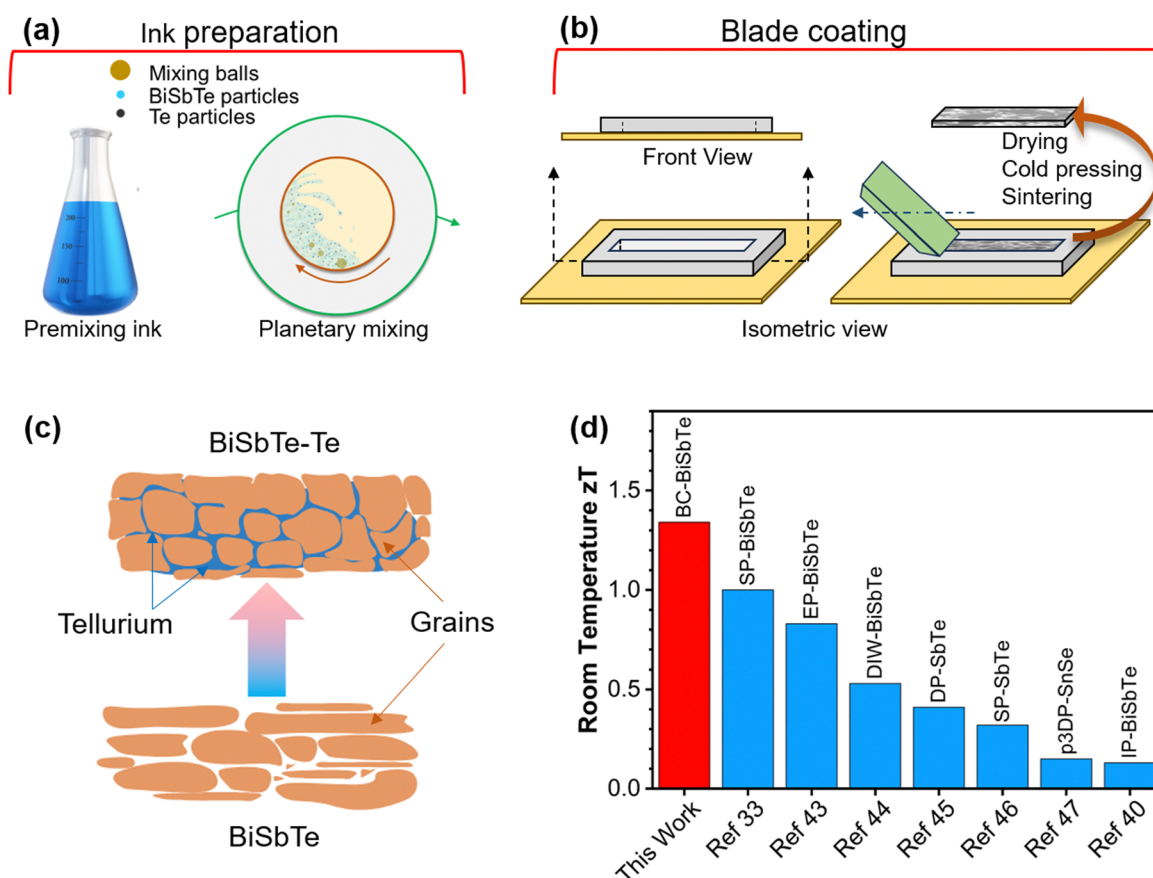 (a)
Ink preparation
Mixing balls
BiSbTe particles
Te particles
200
150
100
Premixing ink
Planetary mixing
(b)
Blade coating
Front View
Drying
Cold pressing
Sintering
Isometric view
(c)
BiSbTe-Te
Tellurium
Grains
BiSbTe
(d)
Room Temperature zT
1.5
1.0
0.5
0.0
BC-BiSbTe
SP-BiSbTe
EP-BiSbTe
DIW-BiSbTe
DP-SbTe
SP-SbTe
p3DP-SnSe
IP-BiSbTe
This Work
Ref 33
Ref 43
Ref 44
Ref 45
Ref 46
Ref 47
Ref 40